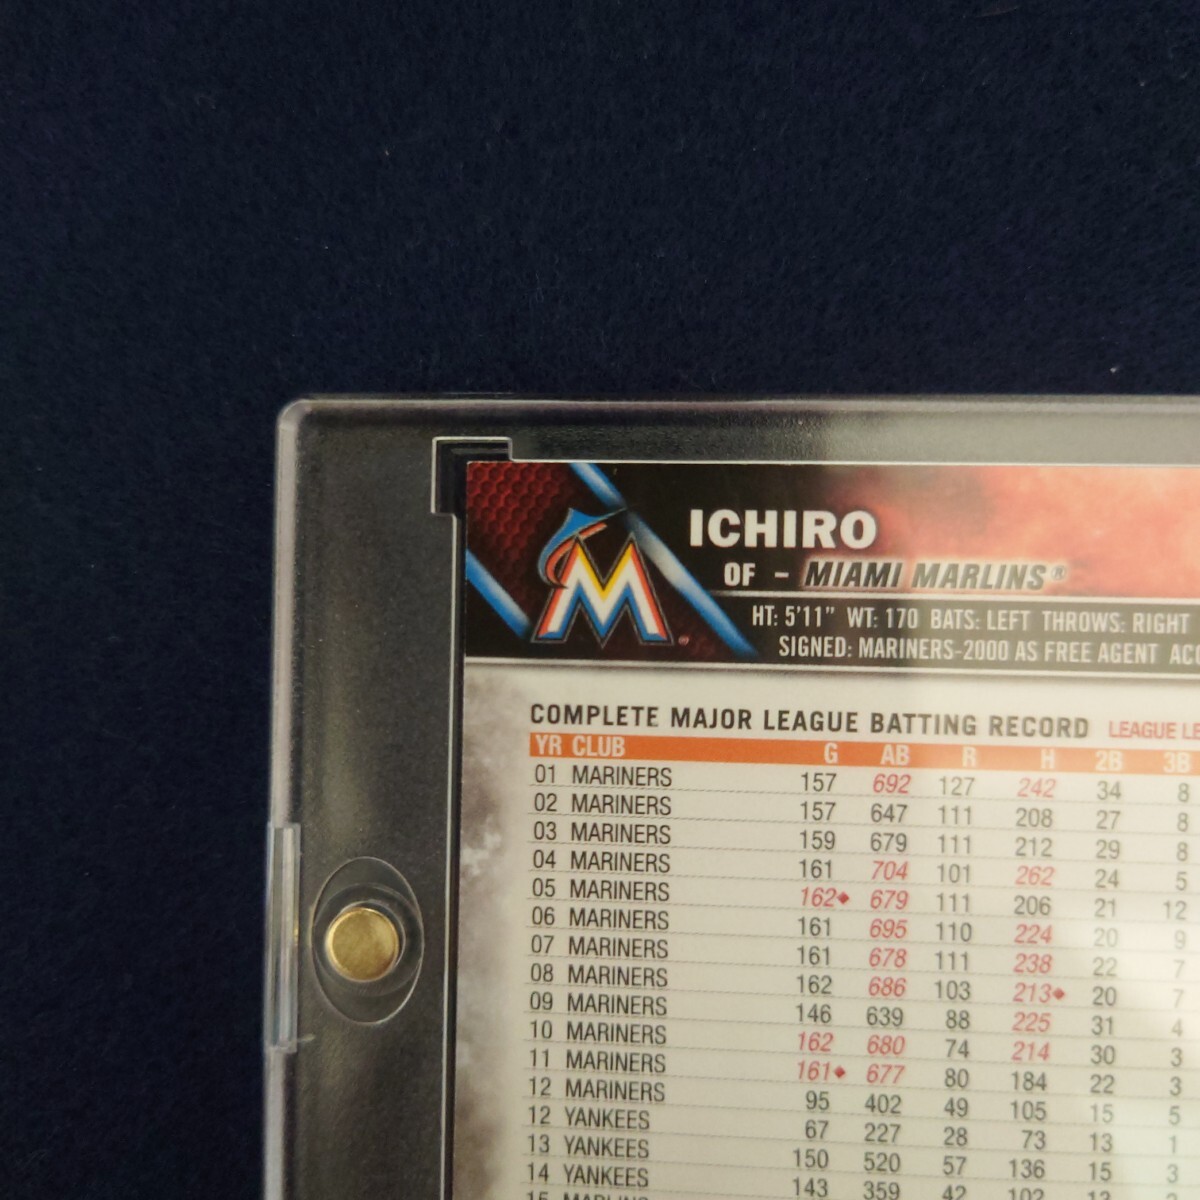 ICHIRO
OF - MIAMI MARLINS®
HT: 5'11" WT: 170 BATS: LEFT THROWS: RIGHT
SIGNED: MARINERS-2000 AS FREE AGENT
COMPLETE MAJOR LEAGUE BATTING RECORD LEAGUE
YR CLUB G AB R H 2B 3B
01 MARINERS 157 692 127 242 34 8
02 MARINERS 157 647 111 208 27 8
03 MARINERS 159 679 111 212 29 8
04 MARINERS 161 704 101 262 24 5
05 MARINERS 162♦ 679 111 206 21 12
06 MARINERS 161 695 110 224 20 9
07 MARINERS 161 678 111 238 22 7
08 MARINERS 162 686 103 213♦ 20 7
09 MARINERS 146 639 88 225 31 4
10 MARINERS 162 680 74 214 30 3
11 MARINERS 161♦ 677 80 184 22 3
12 MARINERS 95 402 49 105 15 5
12 YANKEES 67 227 28 73 13 1
13 YANKEES 150 520 57 136 15 3
14 YANKEES 143 359 42 102